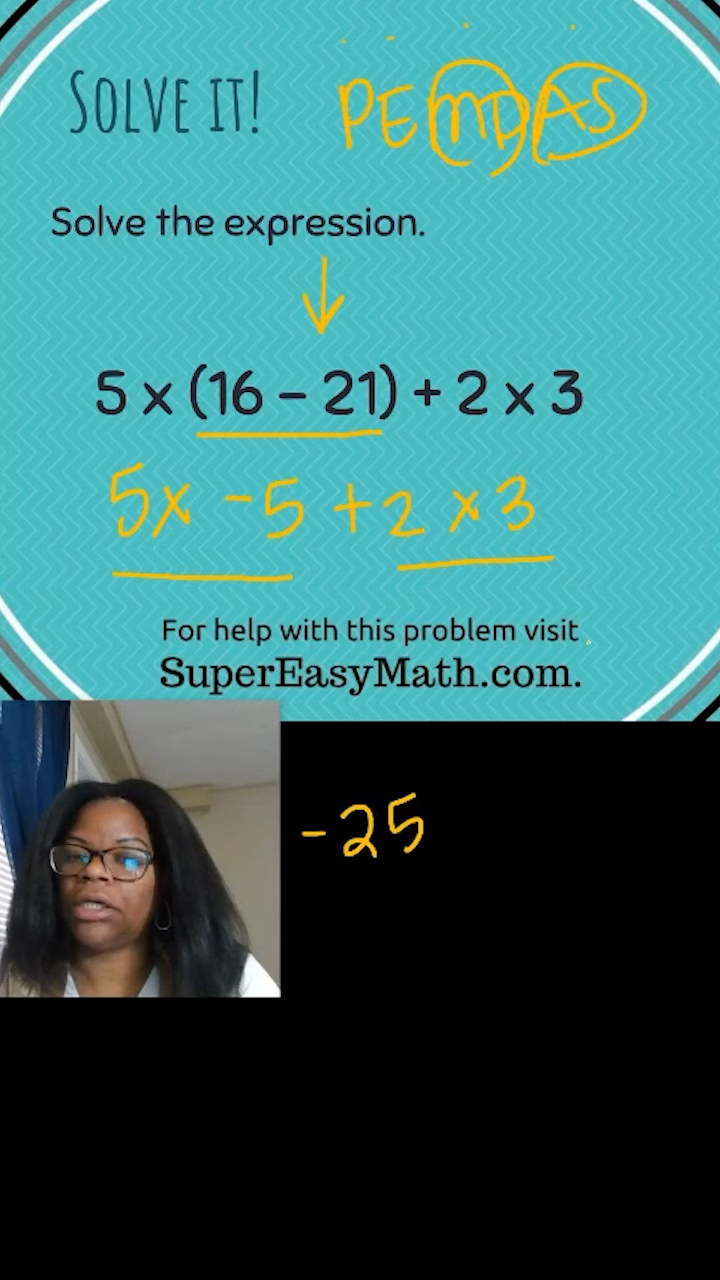 SOLVE IT! PEMDAS
Solve the expression.
5 x (16 – 21) + 2 x 3
5x -5 +2 x3
For help with this problem visit
SuperEasyMath.com.
-25